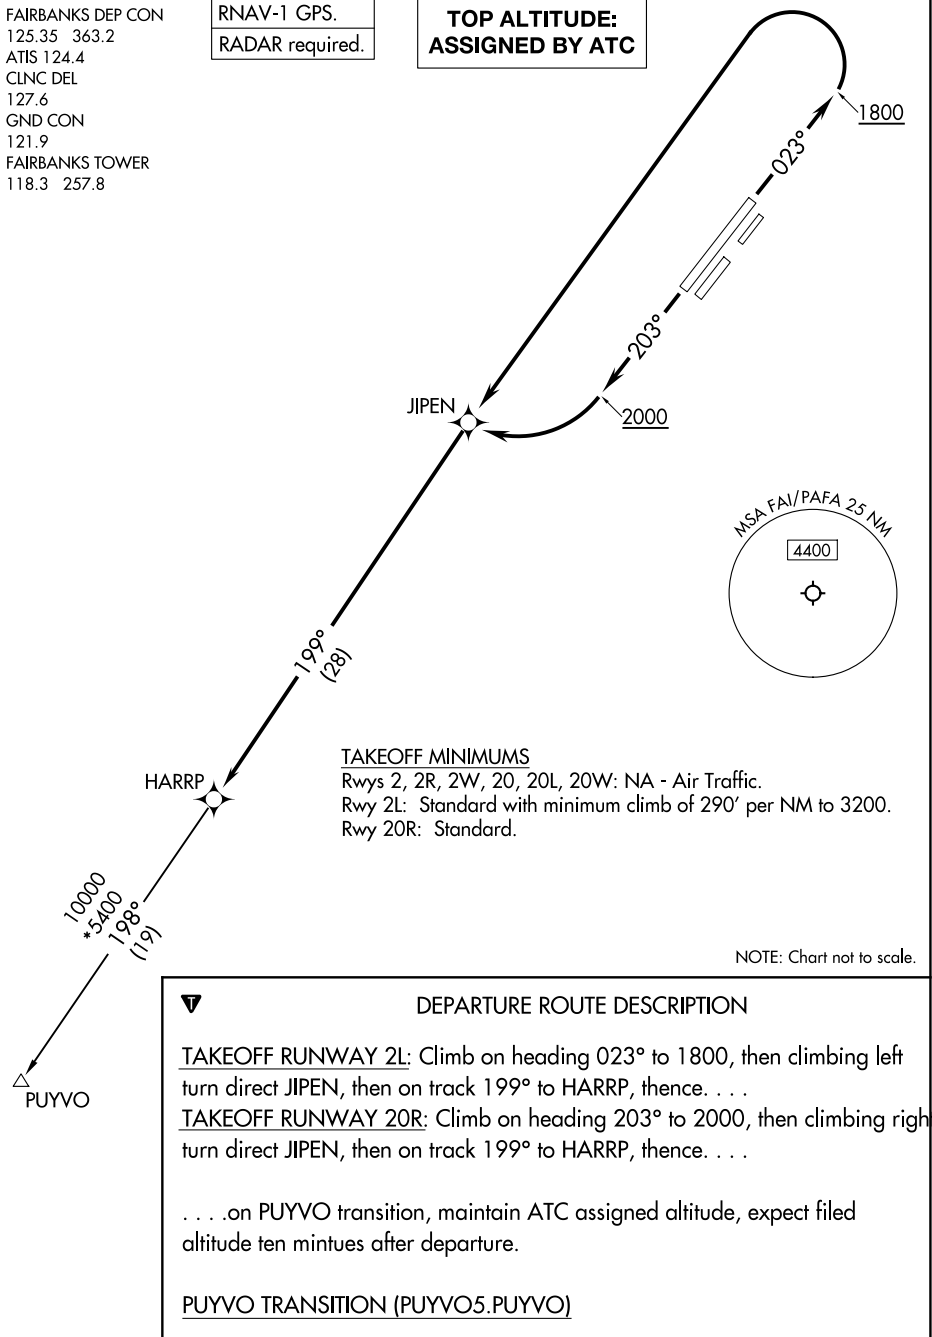 FAIRBANKS DEP CON
125.35 363.2
ATIS 124.4
CLNC DEL
127.6
GND CON
121.9
FAIRBANKS TOWER
118.3 257.8
RNAV-1 GPS.
RADAR required.
TOP ALTITUDE:
ASSIGNED BY ATC
1800
023°
203°
2000
JIPEN
MSA FAI/PAFA 25 NM
4400
199°
(28)
HARRP
TAKEOFF MINIMUMS
Rwys 2, 2R, 2W, 20, 20L, 20W: NA - Air Traffic.
Rwy 2L: Standard with minimum climb of 290' per NM to 3200.
Rwy 20R: Standard.
10000
*5400
198°
(19)
PUYVO
NOTE: Chart not to scale.
T
DEPARTURE ROUTE DESCRIPTION
TAKEOFF RUNWAY 2L: Climb on heading 023° to 1800, then climbing left
turn direct JIPEN, then on track 199° to HARRP, thence. . . .
TAKEOFF RUNWAY 20R: Climb on heading 203° to 2000, then climbing righ
turn direct JIPEN, then on track 199° to HARRP, thence. . . .
. . . .on PUYVO transition, maintain ATC assigned altitude, expect filed
altitude ten mintues after departure.
PUYVO TRANSITION (PUYVO5.PUYVO)